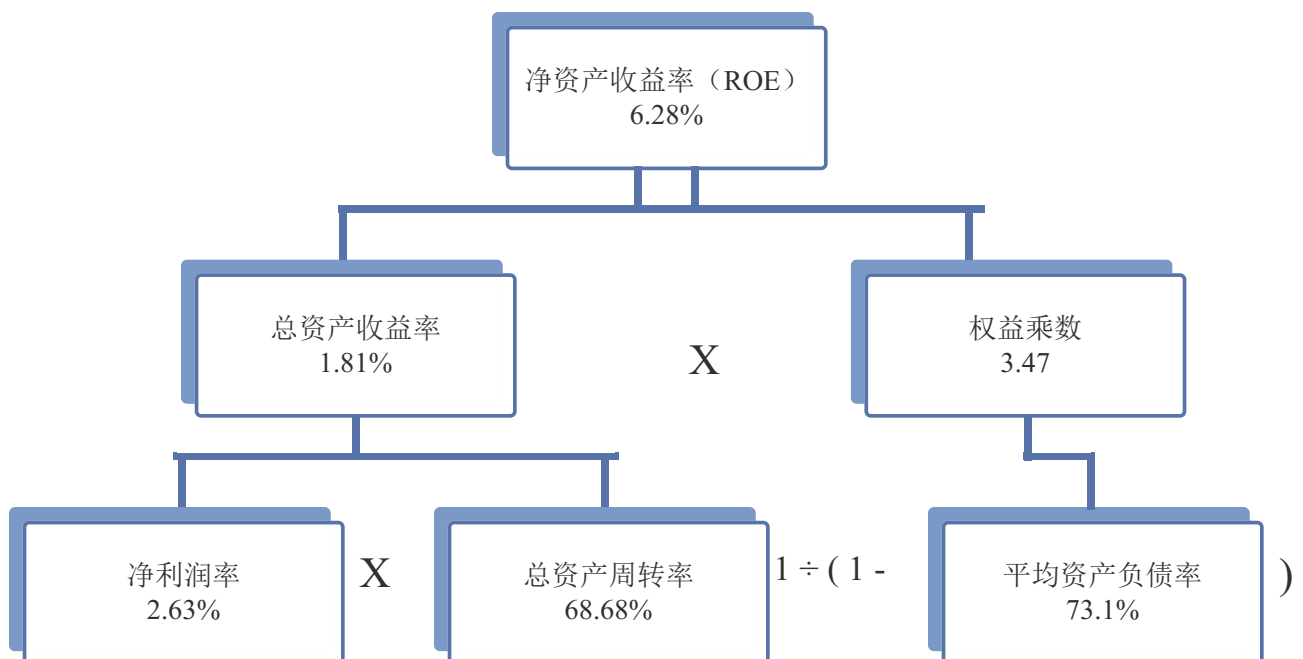 净资产收益率（ROE）
6.28%
总资产收益率
1.81%
X
权益乘数
3.47
净利润率
2.63%
X
总资产周转率
68.68%
1 ÷ ( 1 -
平均资产负债率
73.1%
)